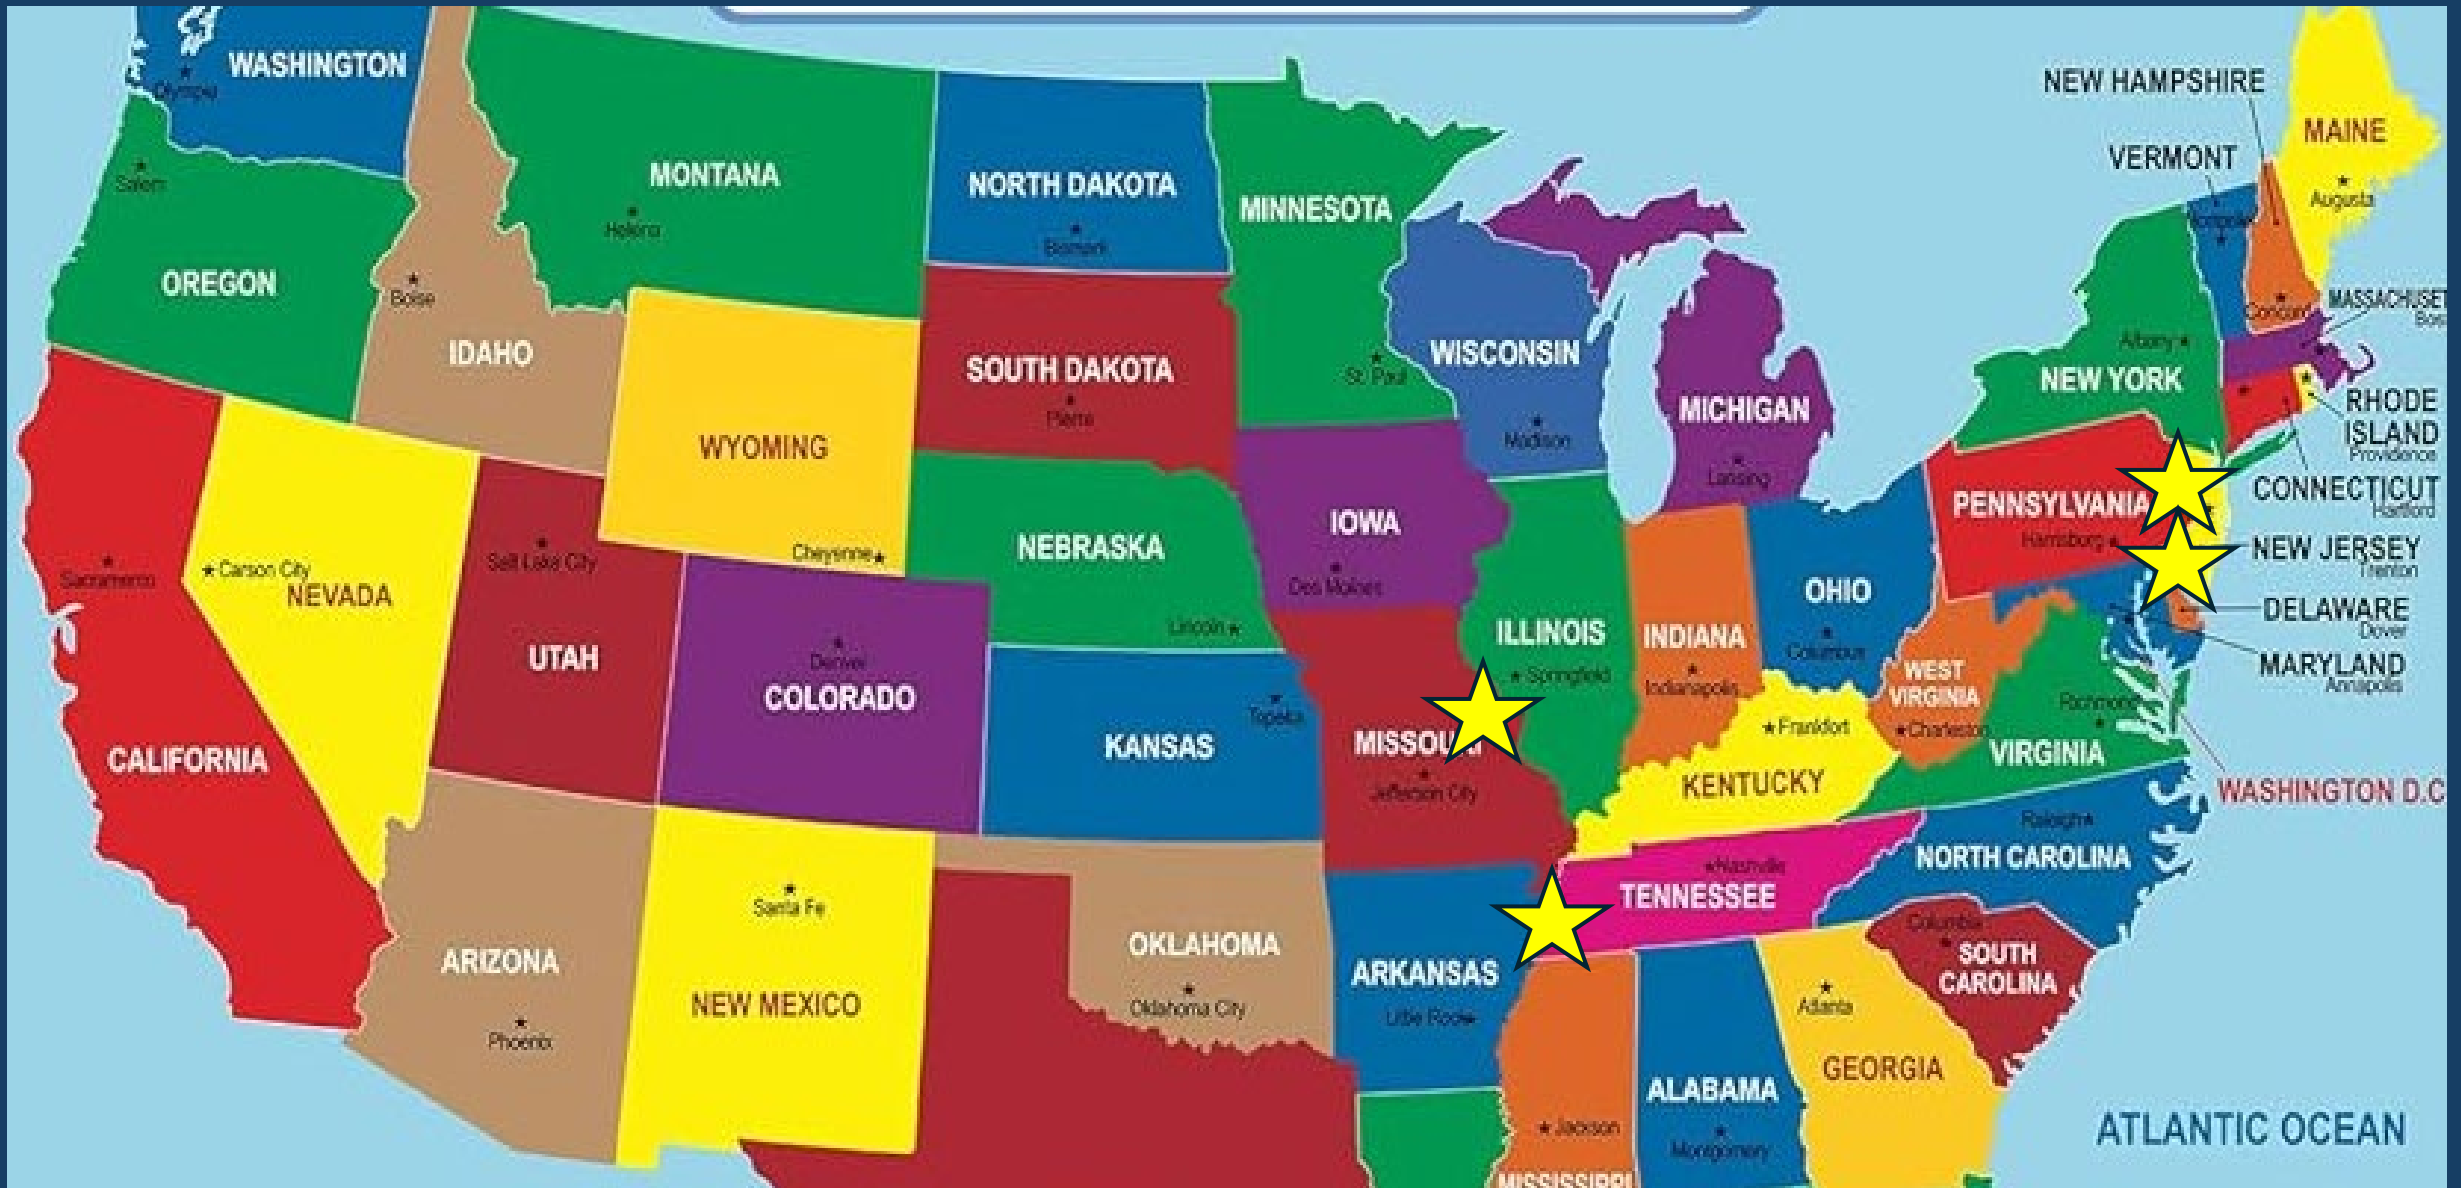 WASHINGTON
Olympia
NEW HAMPSHIRE
MAINE
VERMONT
Augusta
MONTANA
Helena
NORTH DAKOTA
Bismark
MINNESOTA
St. Paul
Salem
OREGON
Boise
IDAHO
WISCONSIN
Madison
MICHIGAN
Lansing
Concord
MASSACHUSET
Bos
Albany
NEW YORK
RHODE
ISLAND
Providence
SOUTH DAKOTA
Pierre
WYOMING
Cheyenne
CONNECTICUT
Hartford
PENNSYLVANIA
Harrisburg
NEW JERSEY
Trenton
IOWA
Des Moines
NEBRASKA
Lincoln
Sacramento
Carson City
NEVADA
Salt Lake City
UTAH
Denver
COLORADO
OHIO
Columbus
DELAWARE
Dover
ILLINOIS
Springfield
INDIANA
Indianapolis
MARYLAND
Annapolis
WEST
VIRGINIA
Charleston
Richmond
VIRGINIA
Topeka
KANSAS
Jefferson City
Frankfort
KENTUCKY
CALIFORNIA
WASHINGTON D.C
Raleigh
NORTH CAROLINA
Nashville
TENNESSEE
Santa Fe
NEW MEXICO
ARIZONA
Phoenix
OKLAHOMA
Oklahoma City
ARKANSAS
Little Rock
Columbia
SOUTH
CAROLINA
Atlanta
GEORGIA
ALABAMA
Montgomery
Jackson
MISSISSIPPI
ATLANTIC OCEAN